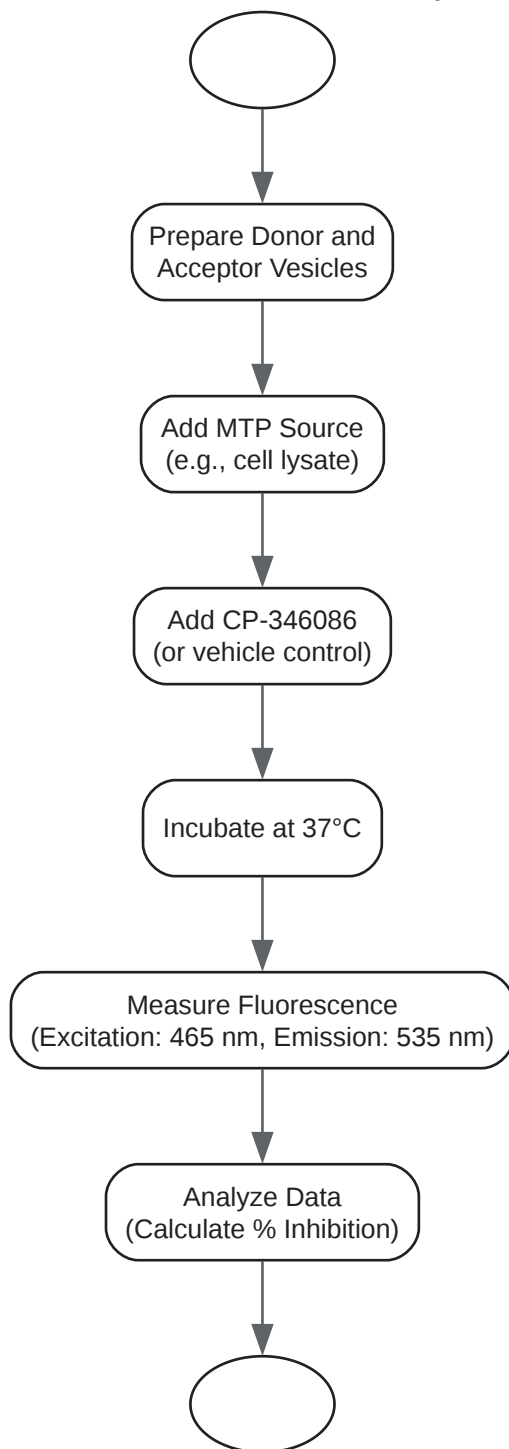 Prepare Donor and
Acceptor Vesicles
Add MTP Source
(e.g., cell lysate)
Add CP-346086
(or vehicle control)
Incubate at 37°C
Measure Fluorescence
(Excitation: 465 nm, Emission: 535 nm)
Analyze Data
(Calculate % Inhibition)